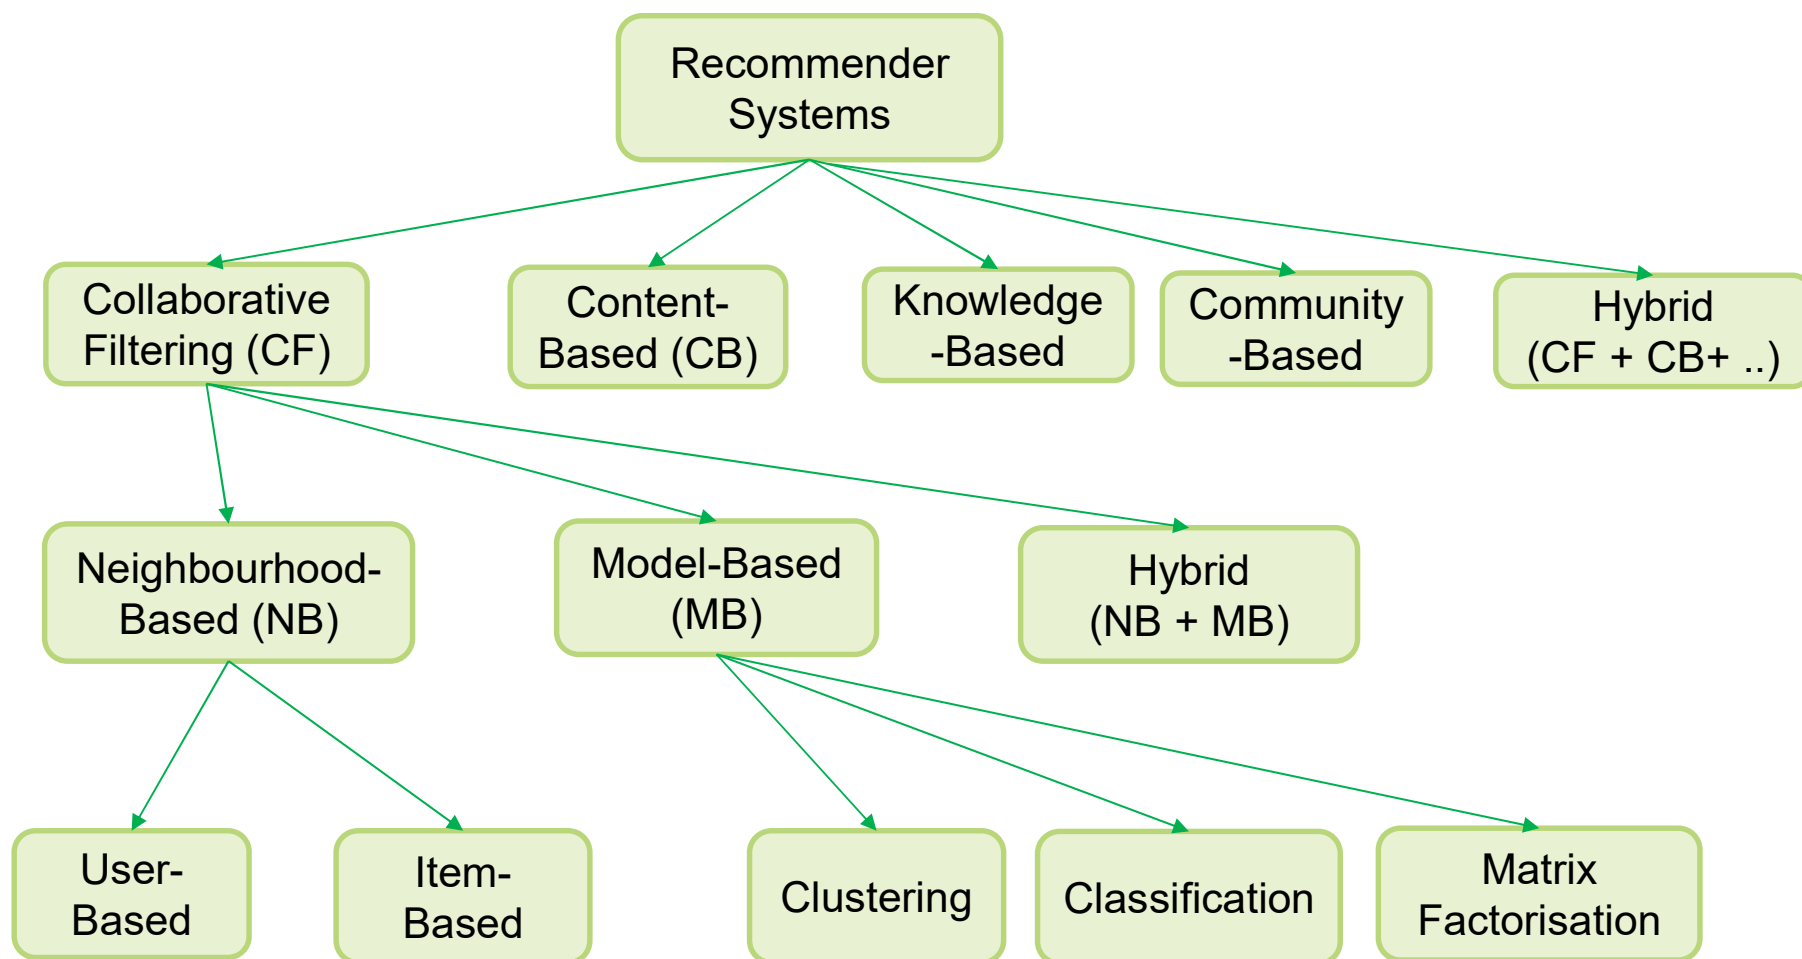 Recommender
Systems
Collaborative
Filtering (CF)
Content-
Based (CB)
Knowledge
-Based
Community
-Based
Hybrid
(CF + CB+ ..)
Neighbourhood-
Based (NB)
Model-Based
(MB)
Hybrid
(NB + MB)
User-
Based
Item-
Based
Clustering
Classification
Matrix
Factorisation